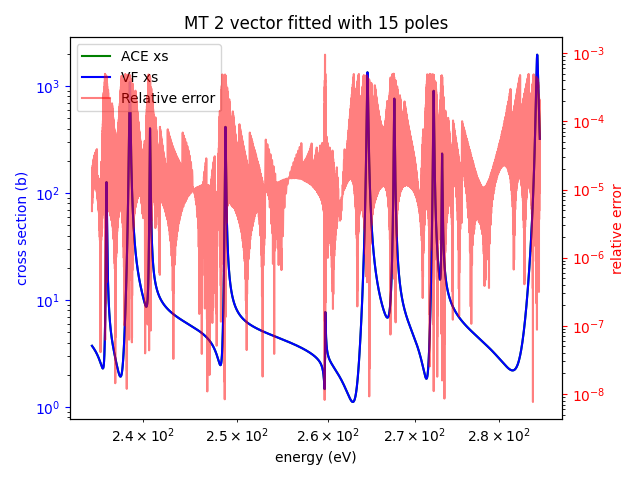 MT 2 vector fitted with 15 poles
ACE xs
VF xs
Relative error
cross section (b)
10³
10²
10¹
10⁰
10⁻³
10⁻⁴
10⁻⁵
10⁻⁶
10⁻⁷
10⁻⁸
relative error
2.4 × 10² 2.5 × 10² 2.6 × 10² 2.7 × 10² 2.8 × 10²
energy (eV)